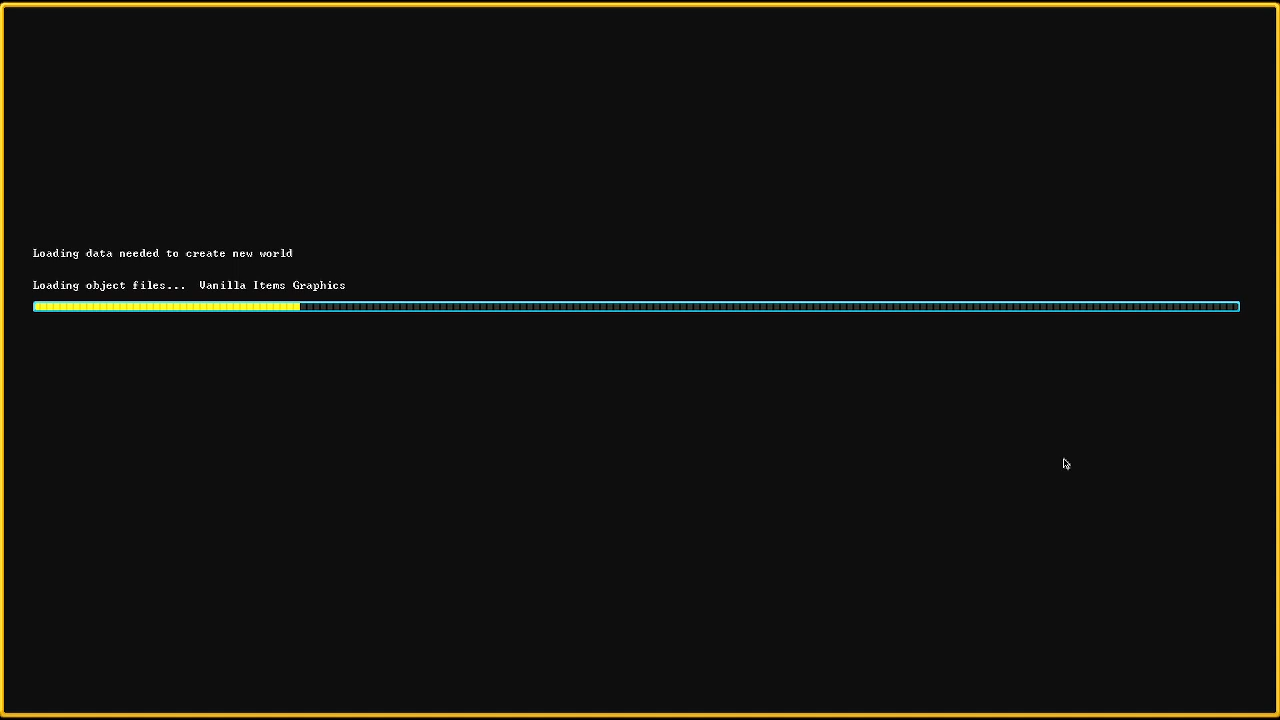 Loading data needed to create new world
Loading object files...  Vanilla Items Graphics